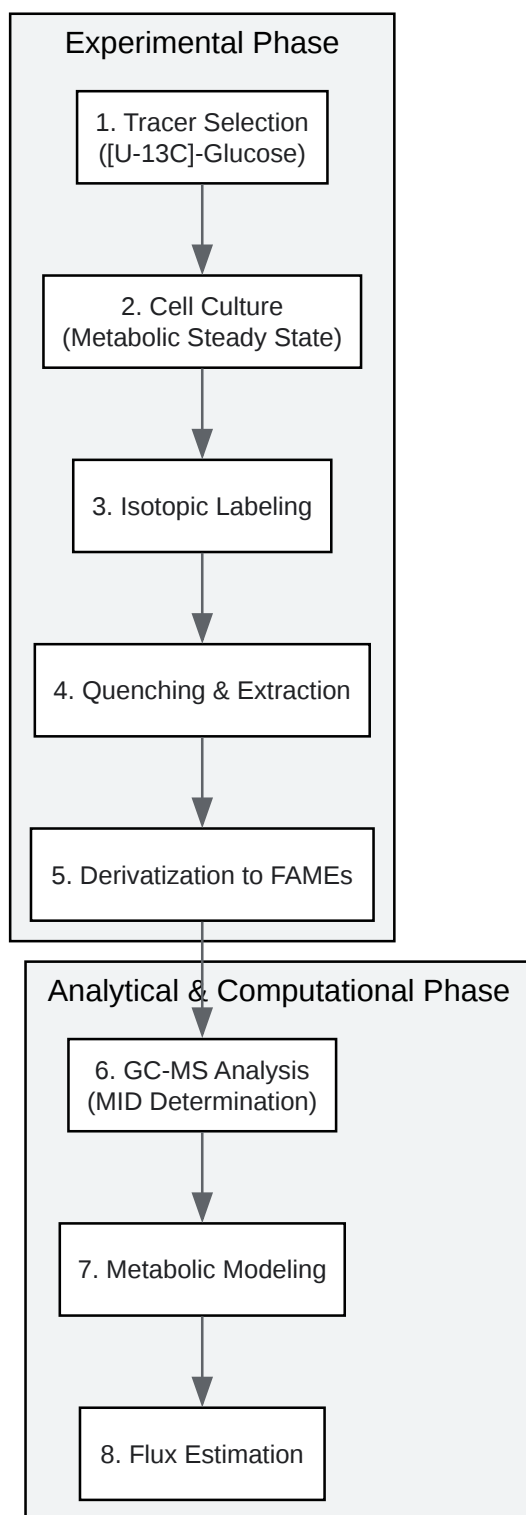 Experimental Phase
1. Tracer Selection
([U-13C]-Glucose)
2. Cell Culture
(Metabolic Steady State)
3. Isotopic Labeling
4. Quenching & Extraction
5. Derivatization to FAMEs
Analytical & Computational Phase
6. GC-MS Analysis
(MID Determination)
7. Metabolic Modeling
8. Flux Estimation